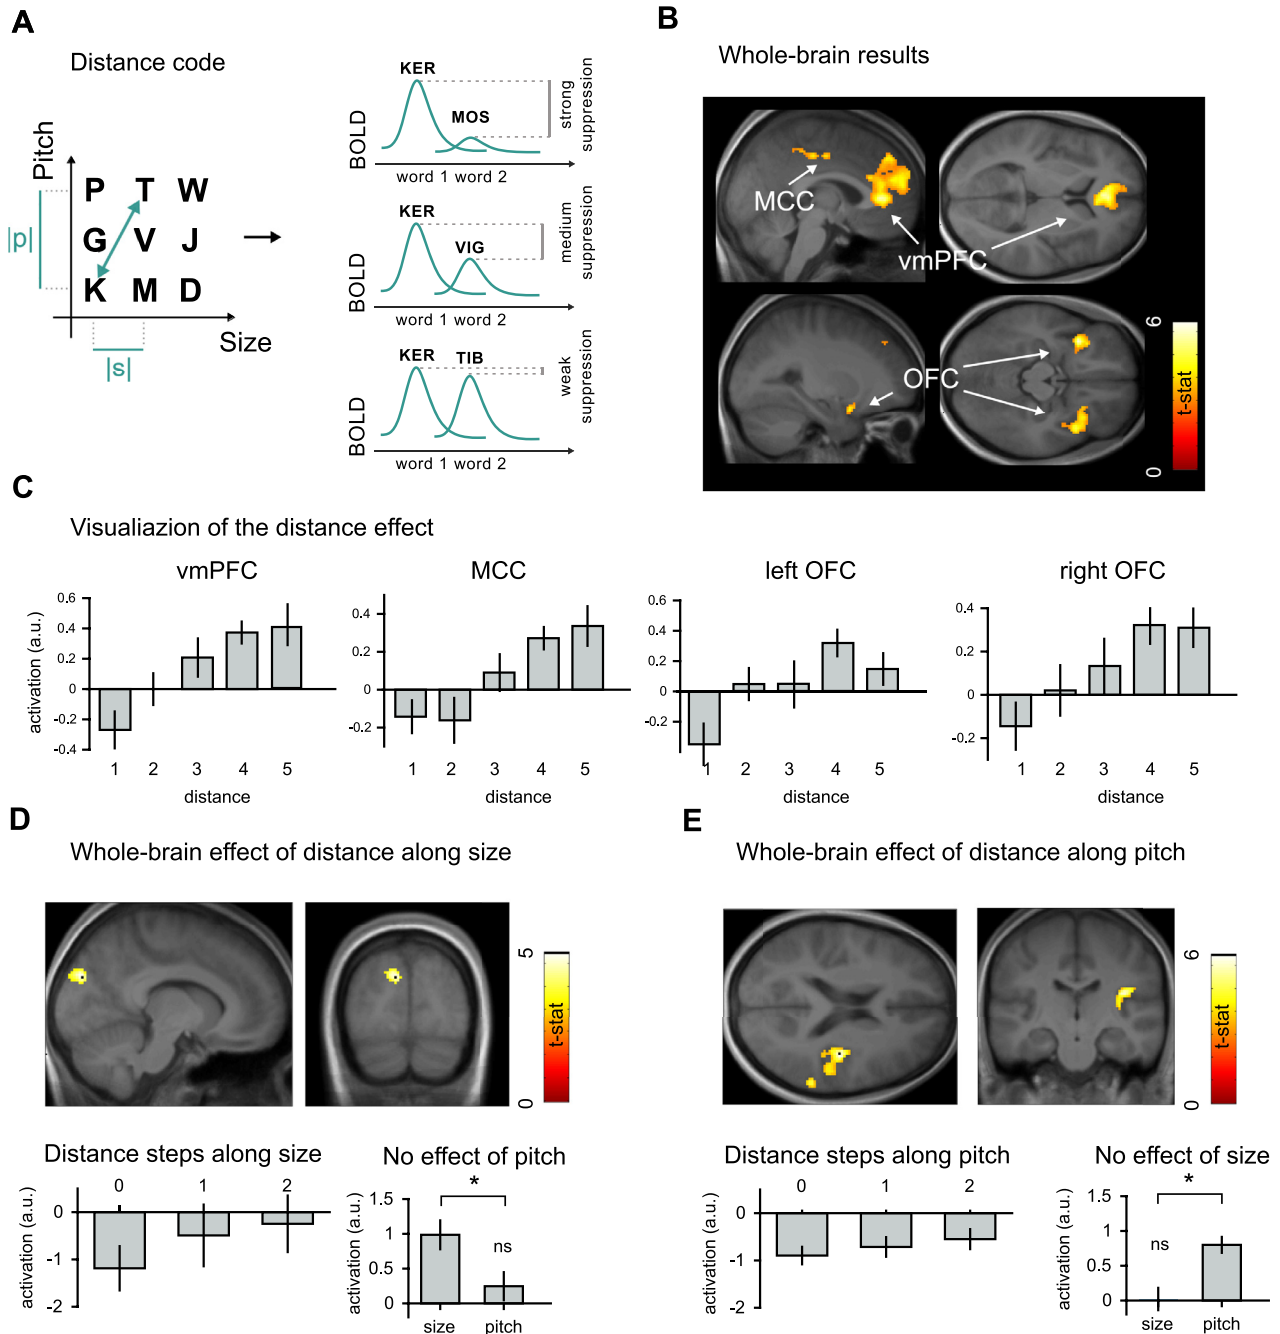 A
Distance code
Pitch
|p|
P T W
G V J
K M D
Size
|s|
KER
MOS
BOLD
word 1 word 2
strong
suppression
KER
VIG
BOLD
word 1 word 2
medium
suppression
KER
TIB
BOLD
word 1 word 2
weak
suppression
B
Whole-brain results
MCC
vmPFC
OFC
6
t-stat
0
C
Visualiazion of the distance effect
vmPFC
activation (a.u.)
0.6
0.4
0.2
0
-0.2
-0.4
1 2 3 4 5
distance
MCC
0.4
0.2
0
-0.2
1 2 3 4 5
distance
left OFC
0.6
0.4
0.2
0
-0.2
1 2 3 4 5
distance
right OFC
0.4
0.2
0
-0.2
1 2 3 4 5
distance
D
Whole-brain effect of distance along size
5
t-stat
0
Distance steps along size
activation (a.u.)
0 1 2
0
-1
-2
No effect of pitch
activation (a.u.)
1.5
1
0.5
0
*
ns
size pitch
E
Whole-brain effect of distance along pitch
6
t-stat
0
Distance steps along pitch
activation (a.u.)
0 1 2
0
-1
-2
No effect of size
activation (a.u.)
1.5
1
0.5
0
*
ns
size pitch